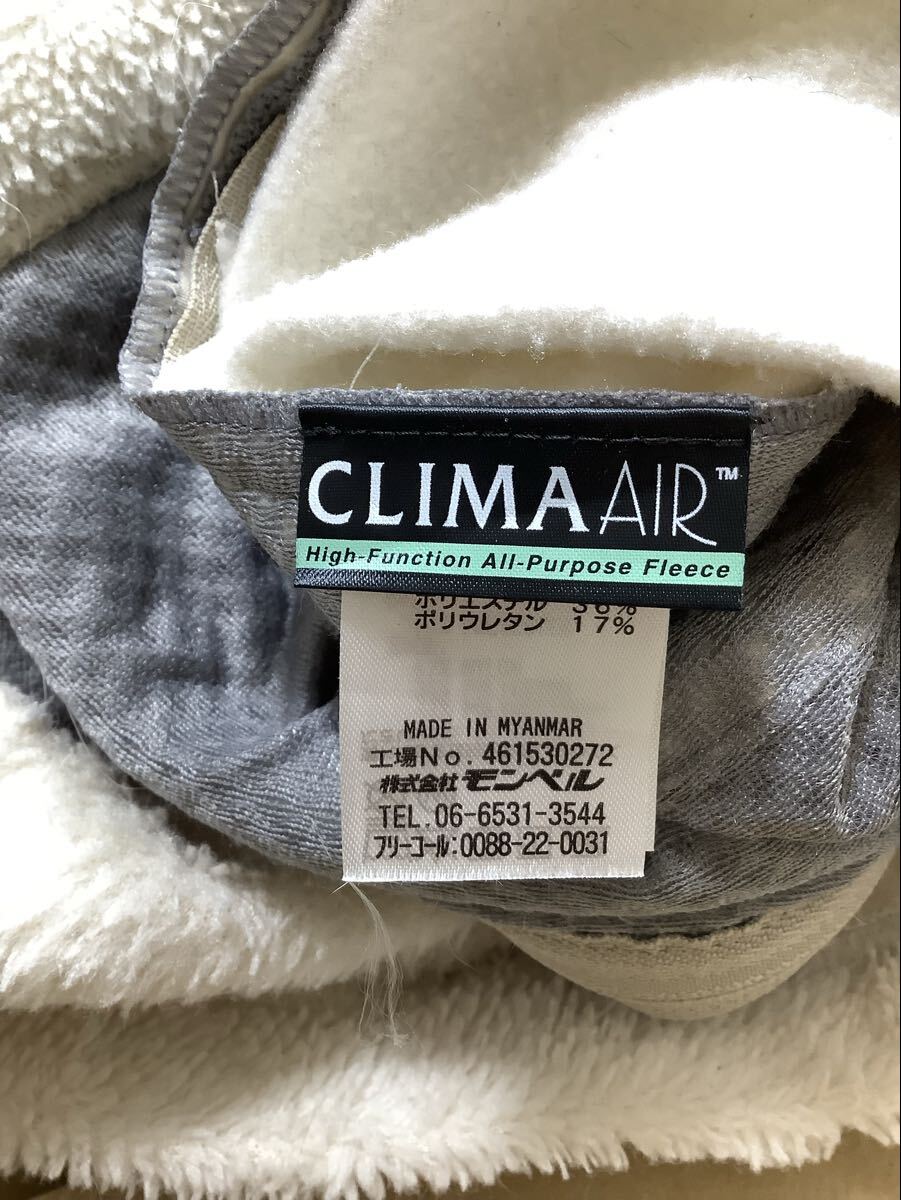 CLIMA AIR™
High-Function All-Purpose Fleece
ポリエステル 36%
ポリウレタン 17%
MADE IN MYANMAR
工場No. 461530272
株式会社 モンベル
TEL.06-6531-3544
フリーコール:0088-22-0031